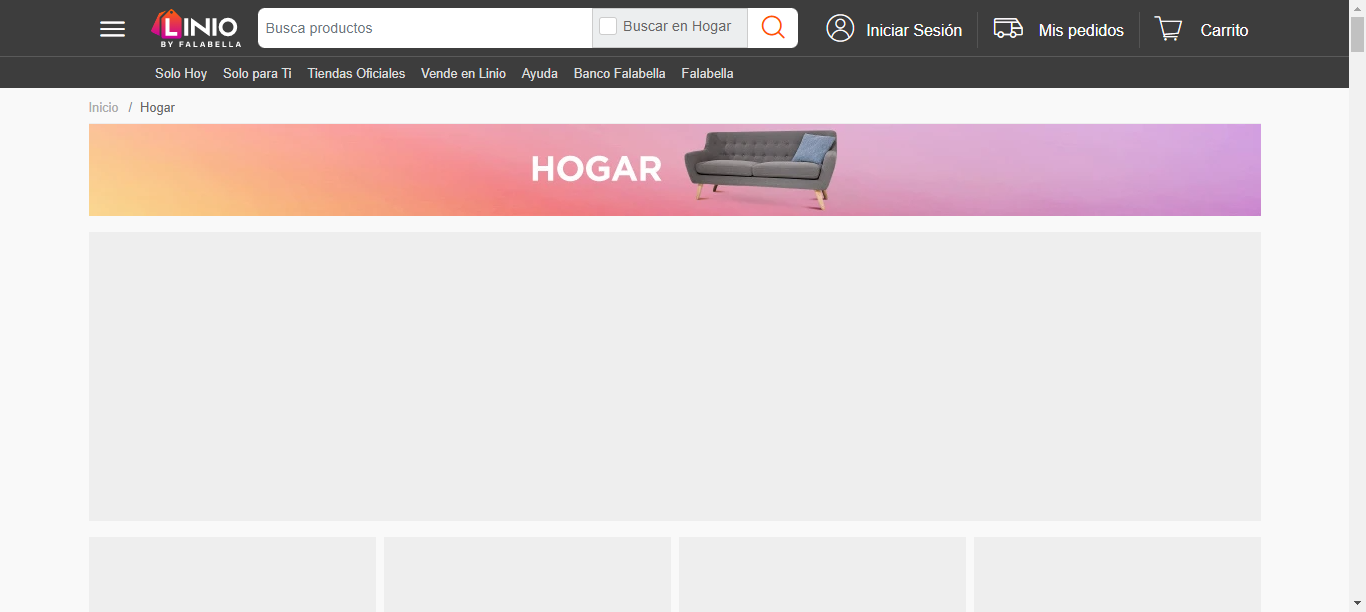 LINIO
BY FALABELLA
Busca productos
Buscar en Hogar
Iniciar Sesión
Mis pedidos
Carrito
Solo Hoy Solo para Ti Tiendas Oficiales Vende en Linio Ayuda Banco Falabella Falabella
Inicio / Hogar
HOGAR